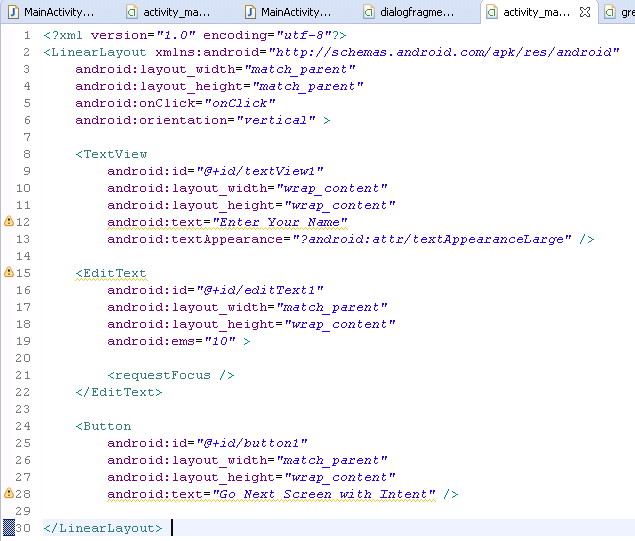 MainActivity... activity_ma... MainActivity... dialogfragme... activity_ma... gre
1 <?xml version="1.0" encoding="utf-8"?>
2 <LinearLayout xmlns:android="http://schemas.android.com/apk/res/android"
3 android:layout_width="match_parent"
4 android:layout_height="match_parent"
5 android:onClick="onClick"
6 android:orientation="vertical" >
7
8 <TextView
9 android:id="@+id/textView1"
10 android:layout_width="wrap_content"
11 android:layout_height="wrap_content"
12 android:text="Enter Your Name"
13 android:textAppearance="?android:attr/textAppearanceLarge" />
14
15 <EditText
16 android:id="@+id/editText1"
17 android:layout_width="match_parent"
18 android:layout_height="wrap_content"
19 android:ems="10" >
20
21 <requestFocus />
22 </EditText>
23
24 <Button
25 android:id="@+id/button1"
26 android:layout_width="match_parent"
27 android:layout_height="wrap_content"
28 android:text="Go Next Screen with Intent" />
29
30 </LinearLayout>